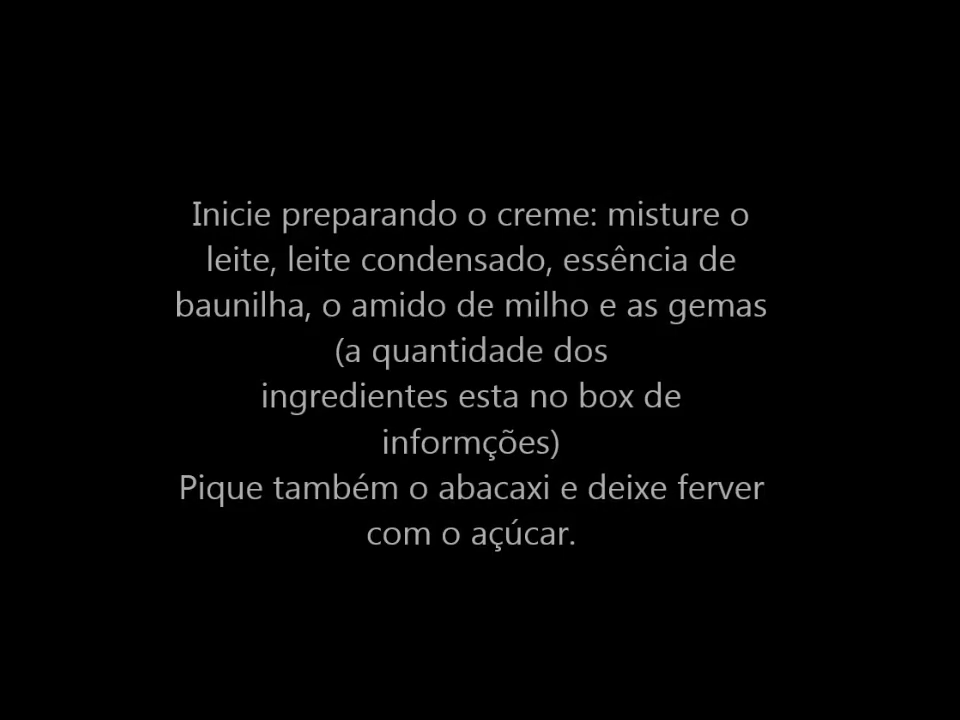 Inicie preparando o creme: misture o
leite, leite condensado, essência de
baunilha, o amido de milho e as gemas
(a quantidade dos
ingredientes esta no box de
informções)
Pique também o abacaxi e deixe ferver
com o açúcar.